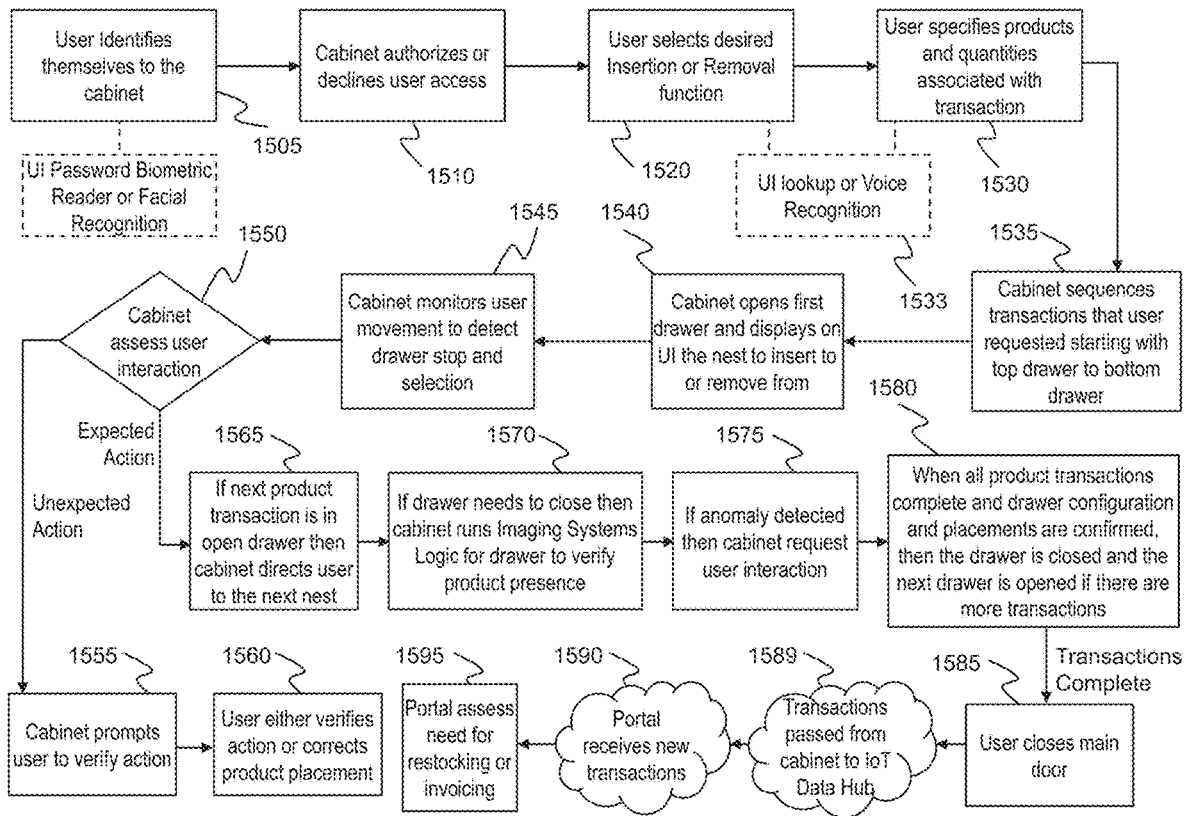 User Identifies
themselves to the
cabinet
Cabinet authorizes or
declines user access
User selects desired
Insertion or Removal
function
User specifies products
and quantities
associated with
transaction
1505
1510
1520
1530
UI Password Biometric
Reader or Facial
Recognition
UI lookup or Voice
Recognition
1533
1550
1545
1540
1535
Cabinet
assess user
interaction
Cabinet monitors user
movement to detect
drawer stop and
selection
Cabinet opens first
drawer and displays on
UI the nest to insert to
or remove from
Cabinet sequences
transactions that user
requested starting with
top drawer to bottom
drawer
Expected
Action
Unexpected
Action
1565
1570
1575
1580
If next product
transaction is in
open drawer then
cabinet directs user
to the next nest
If drawer needs to close then
cabinet runs Imaging Systems
Logic for drawer to verify
product presence
If anomaly detected
then cabinet request
user interaction
When all product transactions
complete and drawer configuration
and placements are confirmed,
then the drawer is closed and the
next drawer is opened if there are
more transactions
Transactions
Complete
1555
1560
1595
1590
1589
1585
Cabinet prompts
user to verify action
User either verifies
action or corrects
product placement
Portal assess
need for
restocking or
invoicing
Portal
receives new
transactions
Transactions
passed from
cabinet to IoT
Data Hub
User closes main
door